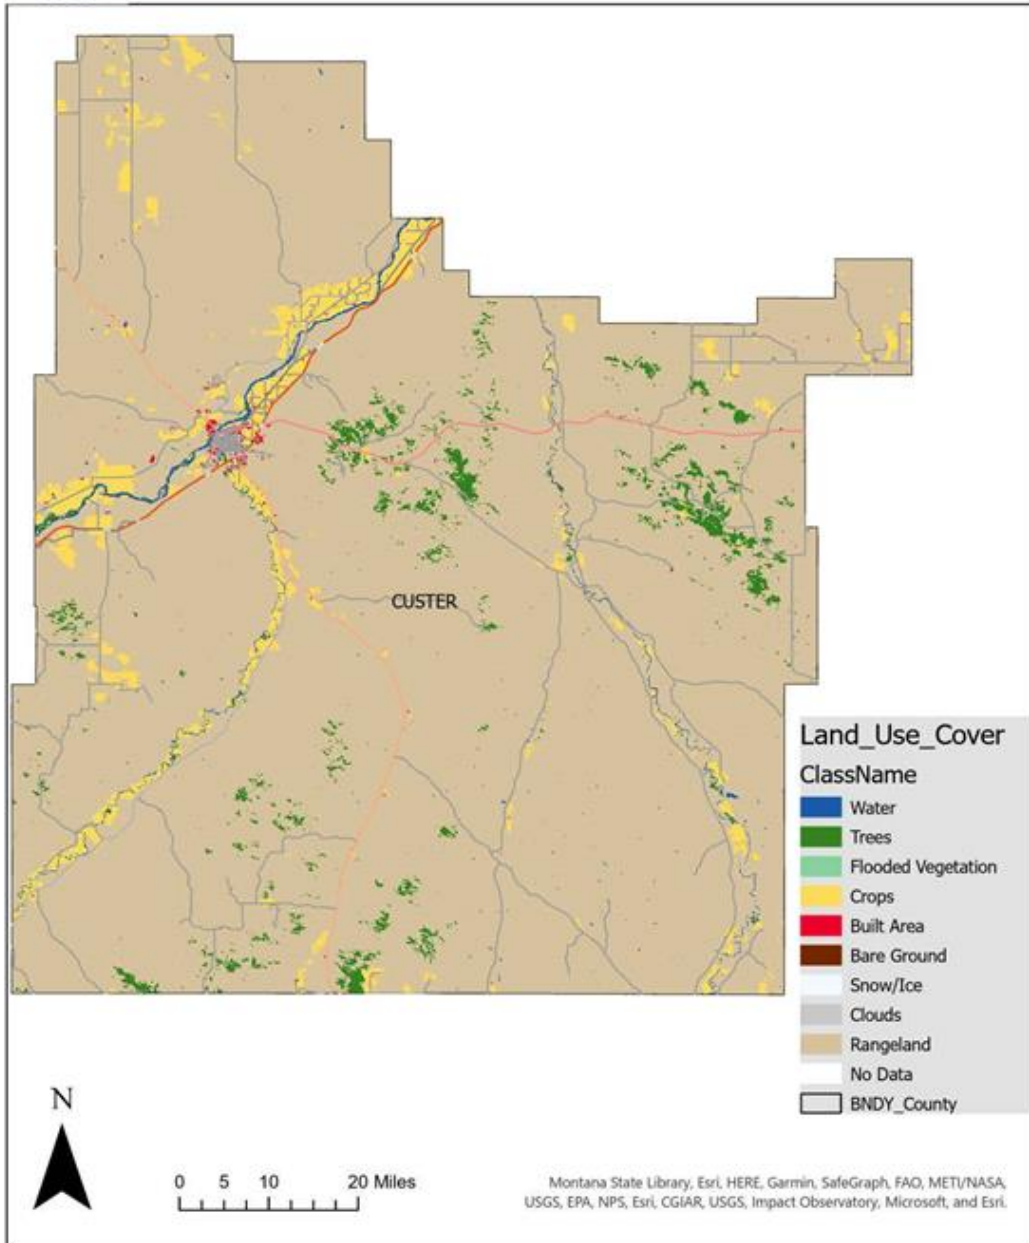 CUSTER
Land_Use_Cover
ClassName
Water
Trees
Flooded Vegetation
Crops
Built Area
Bare Ground
Snow/Ice
Clouds
Rangeland
No Data
BNDY_County
N
0 5 10 20 Miles
Montana State Library, Esri, HERE, Garmin, SafeGraph, FAO, METI/NASA,
USGS, EPA, NPS, Esri, CGIAR, USGS, Impact Observatory, Microsoft, and Esri.